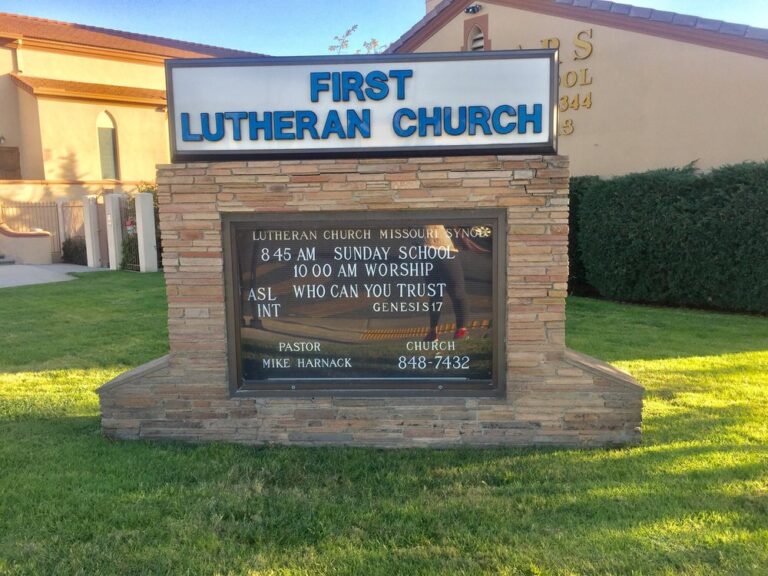 FIRST
LUTHERAN CHURCH
LUTHERAN CHURCH MISSOURI SYNOD
8 45 AM SUNDAY SCHOOL
10 00 AM WORSHIP
ASL WHO CAN YOU TRUST
INT GENESIS 17
PASTOR CHURCH
MIKE HARNACK 848-7432